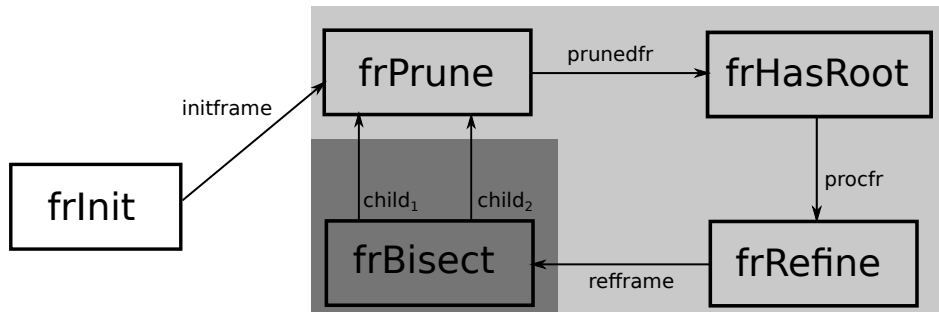 frPrune
prunedfr
frHasRoot
initframe
frInit
child₁
child₂
procfr
frBisect
refframe
frRefine